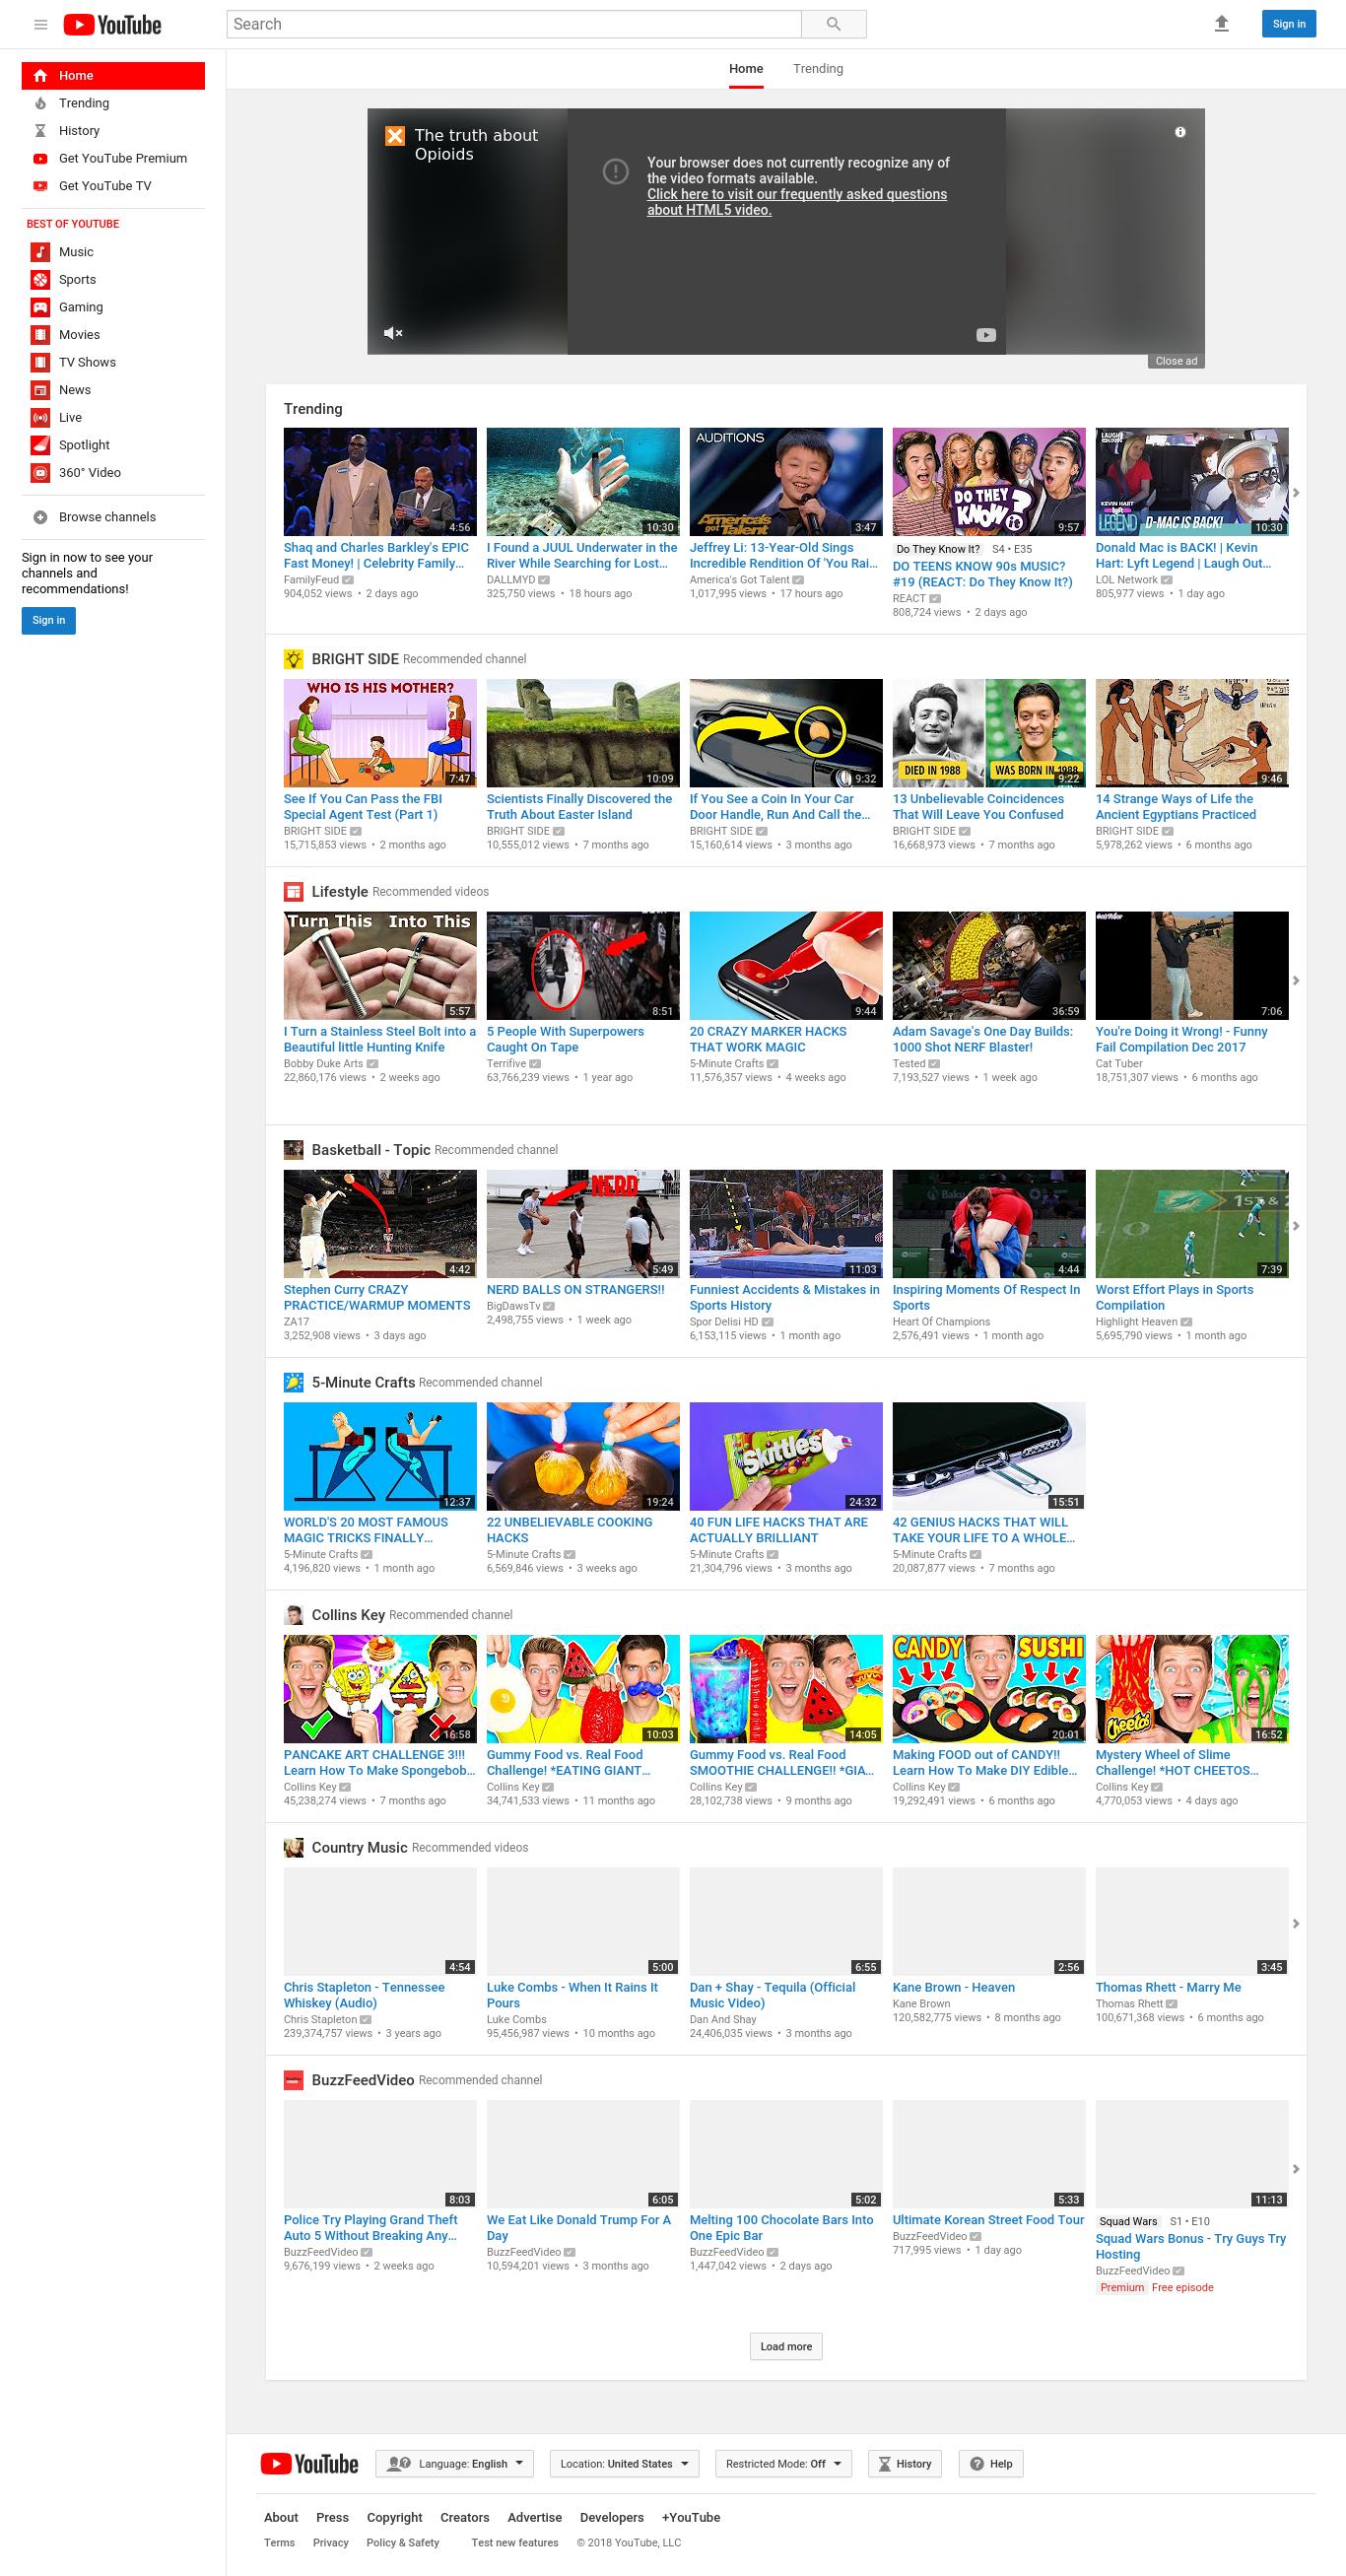 YouTube
Search
Sign in
Home
Trending
History
Get YouTube Premium
Get YouTube TV
BEST OF YOUTUBE
Music
Sports
Gaming
Movies
TV Shows
News
Live
Spotlight
360° Video
Browse channels
Sign in now to see your
channels and
recommendations!
Sign in
Home Trending
The truth about
Opioids
Your browser does not currently recognize any of
the video formats available.
Click here to visit our frequently asked questions
about HTML5 video.
Close ad
Trending
4:56
Shaq and Charles Barkley's EPIC
Fast Money! | Celebrity Family...
FamilyFeud
904,052 views • 2 days ago
10:30
I Found a JUUL Underwater in the
River While Searching for Lost...
DALLMYD
325,750 views • 18 hours ago
AUDITIONS
America's Got Talent
3:47
Jeffrey Li: 13-Year-Old Sings
Incredible Rendition Of 'You Rai...
America's Got Talent
1,017,995 views • 17 hours ago
DO THEY
KNOW IT?
9:57
Do They Know It? S4 • E35
DO TEENS KNOW 90s MUSIC?
#19 (REACT: Do They Know It?)
REACT
808,724 views • 2 days ago
KEVIN HART
LEGEND D-MAC IS BACK!
10:30
Donald Mac is BACK! | Kevin
Hart: Lyft Legend | Laugh Out...
LOL Network
805,977 views • 1 day ago
BRIGHT SIDE Recommended channel
WHO IS HIS MOTHER?
7:47
See If You Can Pass the FBI
Special Agent Test (Part 1)
BRIGHT SIDE
15,715,853 views • 2 months ago
10:09
Scientists Finally Discovered the
Truth About Easter Island
BRIGHT SIDE
10,555,012 views • 7 months ago
9:32
If You See a Coin In Your Car
Door Handle, Run And Call the...
BRIGHT SIDE
15,160,614 views • 3 months ago
DIED IN 1988 WAS BORN IN 1988
9:22
13 Unbelievable Coincidences
That Will Leave You Confused
BRIGHT SIDE
16,668,973 views • 7 months ago
9:46
14 Strange Ways of Life the
Ancient Egyptians Practiced
BRIGHT SIDE
5,978,262 views • 6 months ago
Lifestyle Recommended videos
Turn This Into This
5:57
I Turn a Stainless Steel Bolt into a
Beautiful little Hunting Knife
Bobby Duke Arts
22,860,176 views • 2 weeks ago
8:51
5 People With Superpowers
Caught On Tape
Terrifive
63,766,239 views • 1 year ago
9:44
20 CRAZY MARKER HACKS
THAT WORK MAGIC
5-Minute Crafts
11,576,357 views • 4 weeks ago
36:59
Adam Savage's One Day Builds:
1000 Shot NERF Blaster!
Tested
7,193,527 views • 1 week ago
7:06
You're Doing it Wrong! - Funny
Fail Compilation Dec 2017
Cat Tuber
18,751,307 views • 6 months ago
Basketball - Topic Recommended channel
4:42
Stephen Curry CRAZY
PRACTICE/WARMUP MOMENTS
ZA17
3,252,908 views • 3 days ago
NERD
5:49
NERD BALLS ON STRANGERS!!
BigDawsTv
2,498,755 views • 1 week ago
11:03
Funniest Accidents & Mistakes in
Sports History
Spor Delisi HD
6,153,115 views • 1 month ago
Baku
4:44
Inspiring Moments Of Respect In
Sports
Heart Of Champions
2,576,491 views • 1 month ago
1ST & 2
7:39
Worst Effort Plays in Sports
Compilation
Highlight Heaven
5,695,790 views • 1 month ago
5-Minute Crafts Recommended channel
12:37
WORLD'S 20 MOST FAMOUS
MAGIC TRICKS FINALLY...
5-Minute Crafts
4,196,820 views • 1 month ago
19:24
22 UNBELIEVABLE COOKING
HACKS
5-Minute Crafts
6,569,846 views • 3 weeks ago
Skittles
24:32
40 FUN LIFE HACKS THAT ARE
ACTUALLY BRILLIANT
5-Minute Crafts
21,304,796 views • 3 months ago
15:51
42 GENIUS HACKS THAT WILL
TAKE YOUR LIFE TO A WHOLE...
5-Minute Crafts
20,087,877 views • 7 months ago
Collins Key Recommended channel
16:58
PANCAKE ART CHALLENGE 3!!!
Learn How To Make Spongebob...
Collins Key
45,238,274 views • 7 months ago
10:03
Gummy Food vs. Real Food
Challenge! *EATING GIANT...
Collins Key
34,741,533 views • 11 months ago
14:05
Gummy Food vs. Real Food
SMOOTHIE CHALLENGE!! *GIA...
Collins Key
28,102,738 views • 9 months ago
CANDY SUSHI
20:01
Making FOOD out of CANDY!!
Learn How To Make DIY Edible...
Collins Key
19,292,491 views • 6 months ago
Cheetos
16:52
Mystery Wheel of Slime
Challenge! *HOT CHEETOS...
Collins Key
4,770,053 views • 4 days ago
Country Music Recommended videos
4:54
Chris Stapleton - Tennessee
Whiskey (Audio)
Chris Stapleton
239,374,757 views • 3 years ago
5:00
Luke Combs - When It Rains It
Pours
Luke Combs
95,456,987 views • 10 months ago
6:55
Dan + Shay - Tequila (Official
Music Video)
Dan And Shay
24,406,035 views • 3 months ago
2:56
Kane Brown - Heaven
Kane Brown
120,582,775 views • 8 months ago
3:45
Thomas Rhett - Marry Me
Thomas Rhett
100,671,368 views • 6 months ago
BuzzFeedVideo Recommended channel
8:03
Police Try Playing Grand Theft
Auto 5 Without Breaking Any...
BuzzFeedVideo
9,676,199 views • 2 weeks ago
6:05
We Eat Like Donald Trump For A
Day
BuzzFeedVideo
10,594,201 views • 3 months ago
5:02
Melting 100 Chocolate Bars Into
One Epic Bar
BuzzFeedVideo
1,447,042 views • 2 days ago
5:33
Ultimate Korean Street Food Tour
BuzzFeedVideo
717,995 views • 1 day ago
11:13
Squad Wars S1 • E10
Squad Wars Bonus - Try Guys Try
Hosting
BuzzFeedVideo
Premium Free episode
Load more
YouTube
Language: English
Location: United States
Restricted Mode: Off
History
Help
About Press Copyright Creators Advertise Developers +YouTube
Terms Privacy Policy & Safety Test new features © 2018 YouTube, LLC